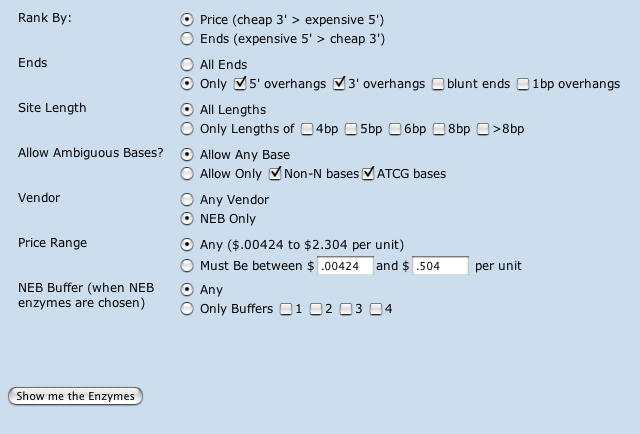 Rank By: Price (cheap 3' > expensive 5')
Ends (expensive 5' > cheap 3')
Ends All Ends
Only 5' overhangs 3' overhangs blunt ends 1bp overhangs
Site Length All Lengths
Only Lengths of 4bp 5bp 6bp 8bp >8bp
Allow Ambiguous Bases? Allow Any Base
Allow Only Non-N bases ATCG bases
Vendor Any Vendor
NEB Only
Price Range Any ($.00424 to $2.304 per unit)
Must Be between $ .00424 and $ .504 per unit
NEB Buffer (when NEB enzymes are chosen) Any
Only Buffers 1 2 3 4
Show me the Enzymes